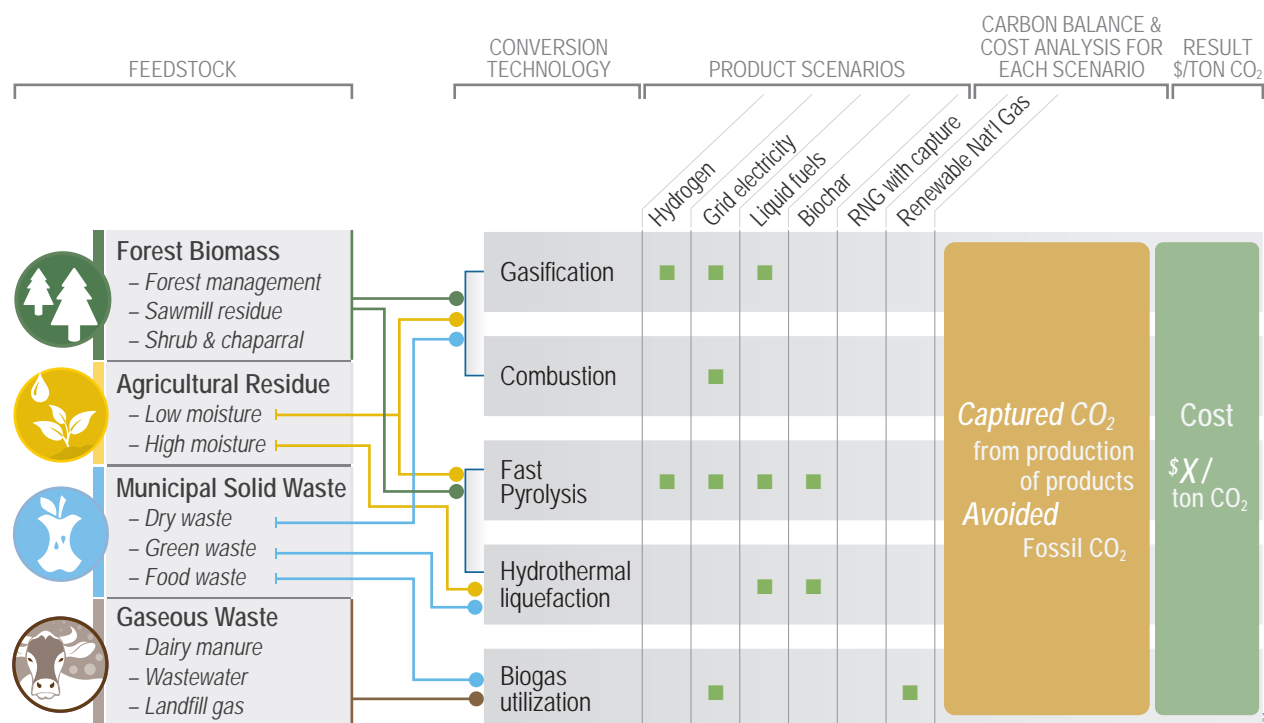 FEEDSTOCK
CONVERSION
TECHNOLOGY
PRODUCT SCENARIOS
CARBON BALANCE &
COST ANALYSIS FOR
EACH SCENARIO
RESULT
$/TON CO₂
Hydrogen
Grid electricity
Liquid fuels
Biochar
RNG with capture
Renewable Nat'l Gas
Forest Biomass
– Forest management
– Sawmill residue
– Shrub & chaparral
Agricultural Residue
– Low moisture
– High moisture
Municipal Solid Waste
– Dry waste
– Green waste
– Food waste
Gaseous Waste
– Dairy manure
– Wastewater
– Landfill gas
Gasification
Combustion
Fast
Pyrolysis
Hydrothermal
liquefaction
Biogas
utilization
Captured CO₂
from production
of products
Avoided
Fossil CO₂
Cost
$X/
ton CO₂